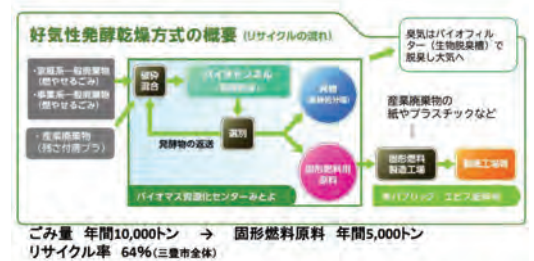 好気性発酵乾燥方式の概要 (リサイクルの流れ)
臭気はバイオフィル
ター(生物脱臭槽)で
脱臭し大気へ
・家庭系一般廃棄物
(燃やせるごみ)
・事業系一般廃棄物
(燃やせるごみ)
・産業廃棄物
(残さ付廃プラ)
破袋
混合
バイオトンネル
発酵物の返送
選別
固形燃料用
原料
バイオマス資源化センターみとよ
産業廃棄物の
紙やプラスチックなど
固形燃料
製造工場
ごみ量 年間10,000トン → 固形燃料原料 年間5,000トン
リサイクル率 64%(三豊市全体)